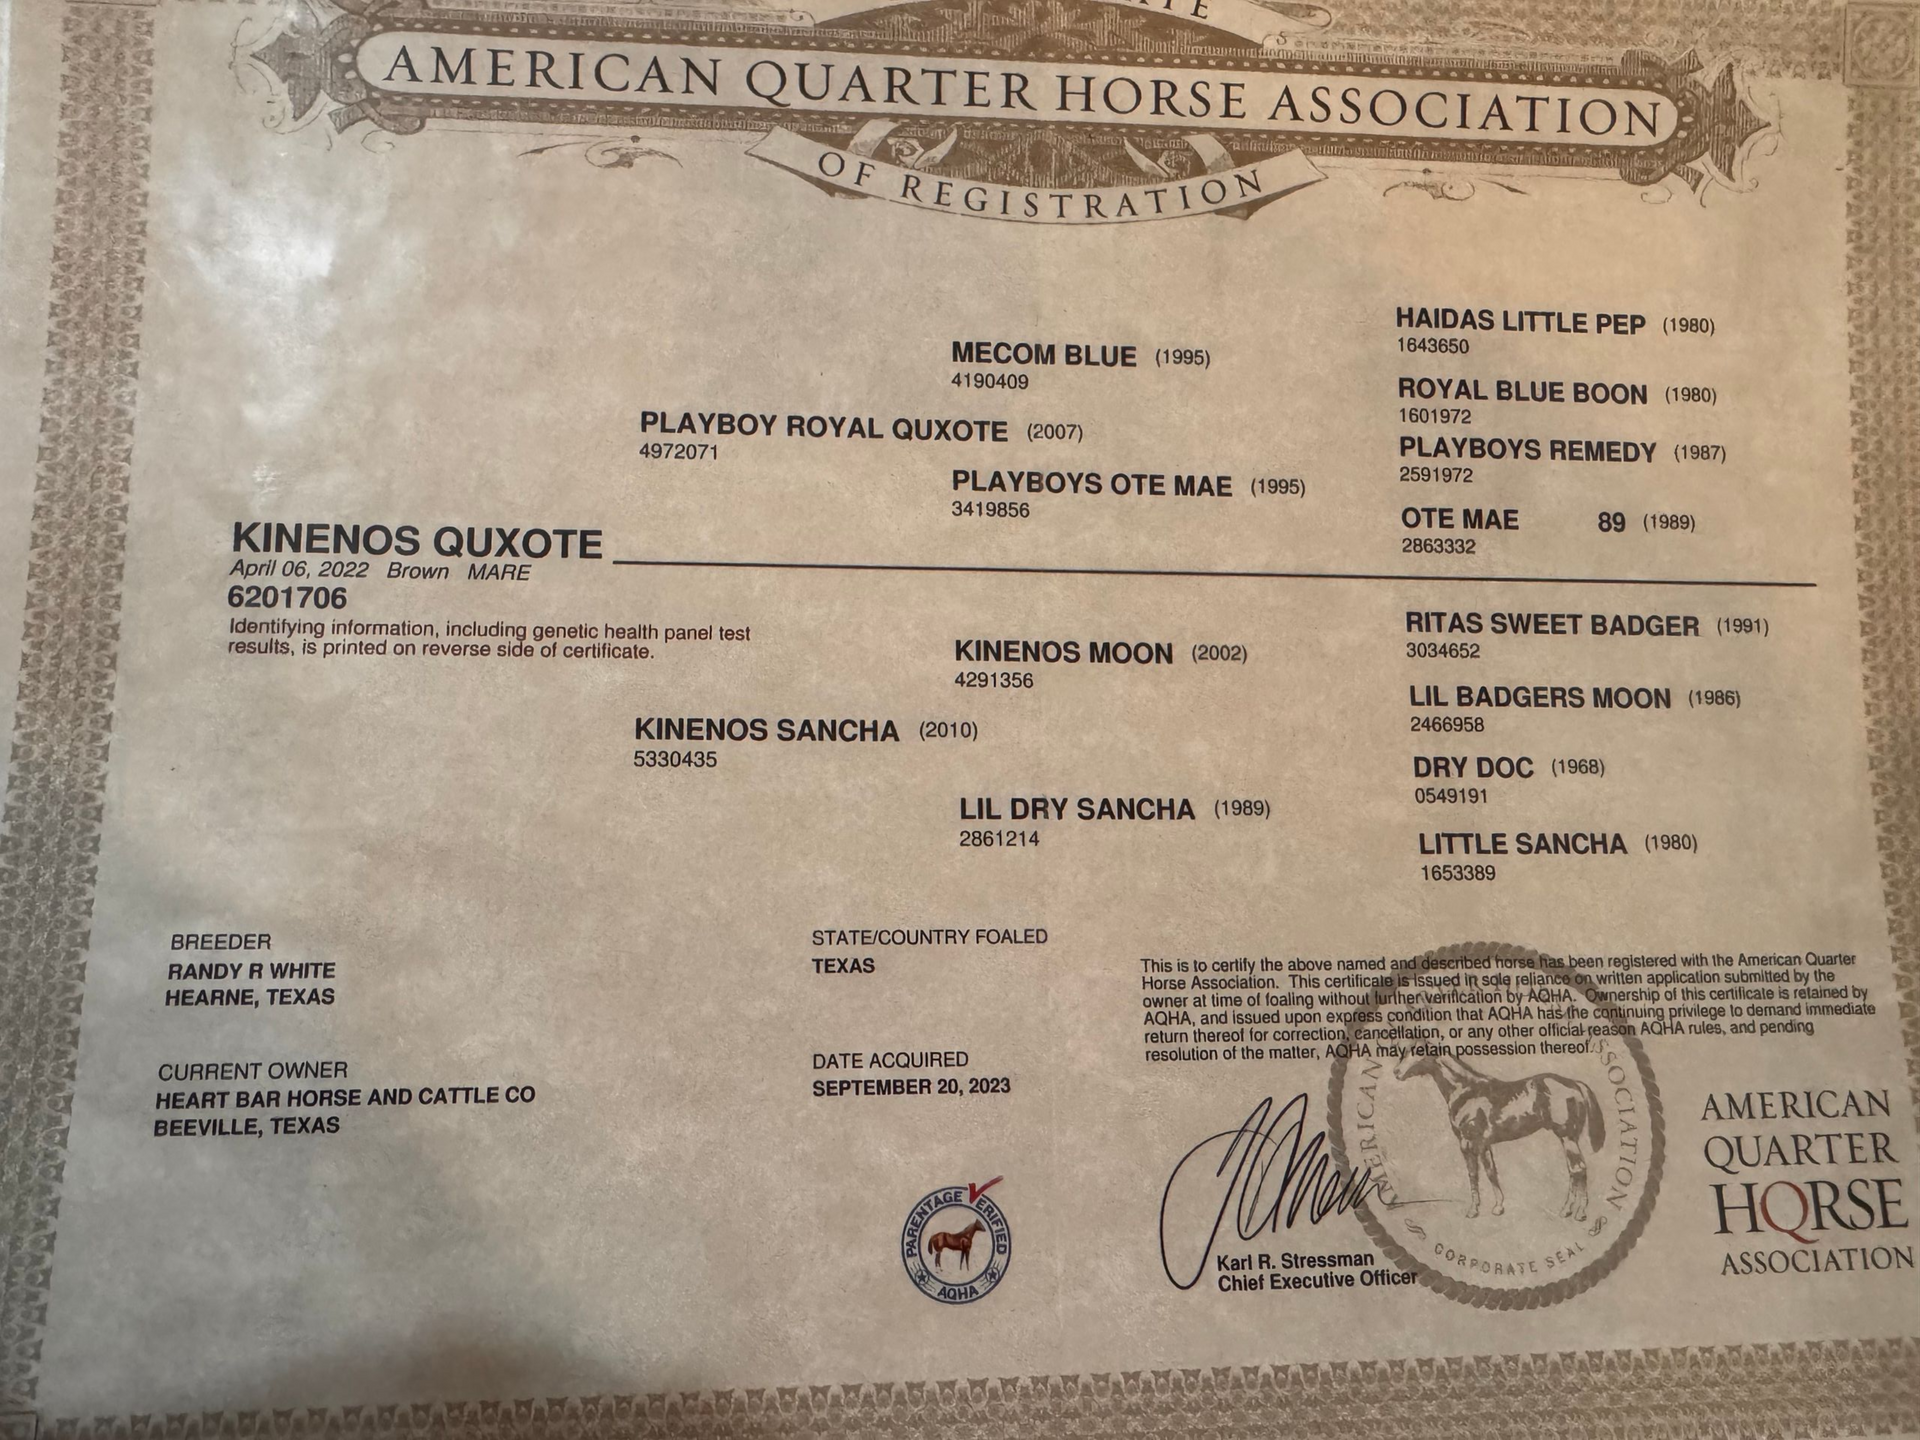 AMERICAN QUARTER HORSE ASSOCIATION
OF REGISTRATION
HAIDAS LITTLE PEP (1980)
1643650
MECOM BLUE (1995)
4190409
ROYAL BLUE BOON (1980)
1601972
PLAYBOY ROYAL QUXOTE (2007)
4972071
PLAYBOYS REMEDY (1987)
2591972
PLAYBOYS OTE MAE (1995)
3419856
OTE MAE 89 (1989)
2863332
KINENOS QUXOTE
April 06, 2022 Brown MARE
6201706
Identifying information, including genetic health panel test
results, is printed on reverse side of certificate.
RITAS SWEET BADGER (1991)
3034652
KINENOS MOON (2002)
4291356
LIL BADGERS MOON (1986)
2466958
KINENOS SANCHA (2010)
5330435
DRY DOC (1968)
0549191
LIL DRY SANCHA (1989)
2861214
LITTLE SANCHA (1980)
1653389
BREEDER
RANDY R WHITE
HEARNE, TEXAS
STATE/COUNTRY FOALED
TEXAS
This is to certify the above named and described horse has been registered with the American Quarter
Horse Association. This certificate is issued in sole reliance on written application submitted by the
owner at time of foaling without further verification by AQHA. Ownership of this certificate is retained by
AQHA, and issued upon express condition that AQHA has the continuing privilege to demand immediate
return thereof for correction, cancellation, or any other official reason AQHA rules, and pending
resolution of the matter, AQHA may retain possession thereof.
CURRENT OWNER
HEART BAR HORSE AND CATTLE CO
BEEVILLE, TEXAS
DATE ACQUIRED
SEPTEMBER 20, 2023
PARENTAGE VERIFIED
AQHA
Karl R. Stressman
Chief Executive Officer
AMERICAN
ASSOCIATION
CORPORATE SEAL
AMERICAN
QUARTER
HORSE
ASSOCIATION